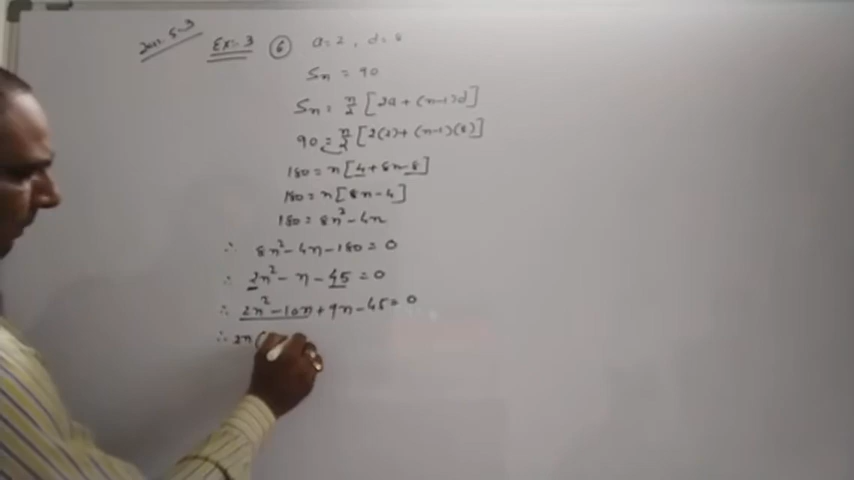 Ex:- 3 (6) a = 2, d = 8
Sn = 90
Sn = n/2 [2a + (n-1)d]
90 = n/2 [2(2) + (n-1)(8)]
180 = n[4 + 8n - 8]
180 = n[8n - 4]
180 = 8n² - 4n
∴ 8n² - 4n - 180 = 0
∴ 2n² - n - 45 = 0
∴ 2n² - 10n + 9n - 45 = 0
∴ 2n(